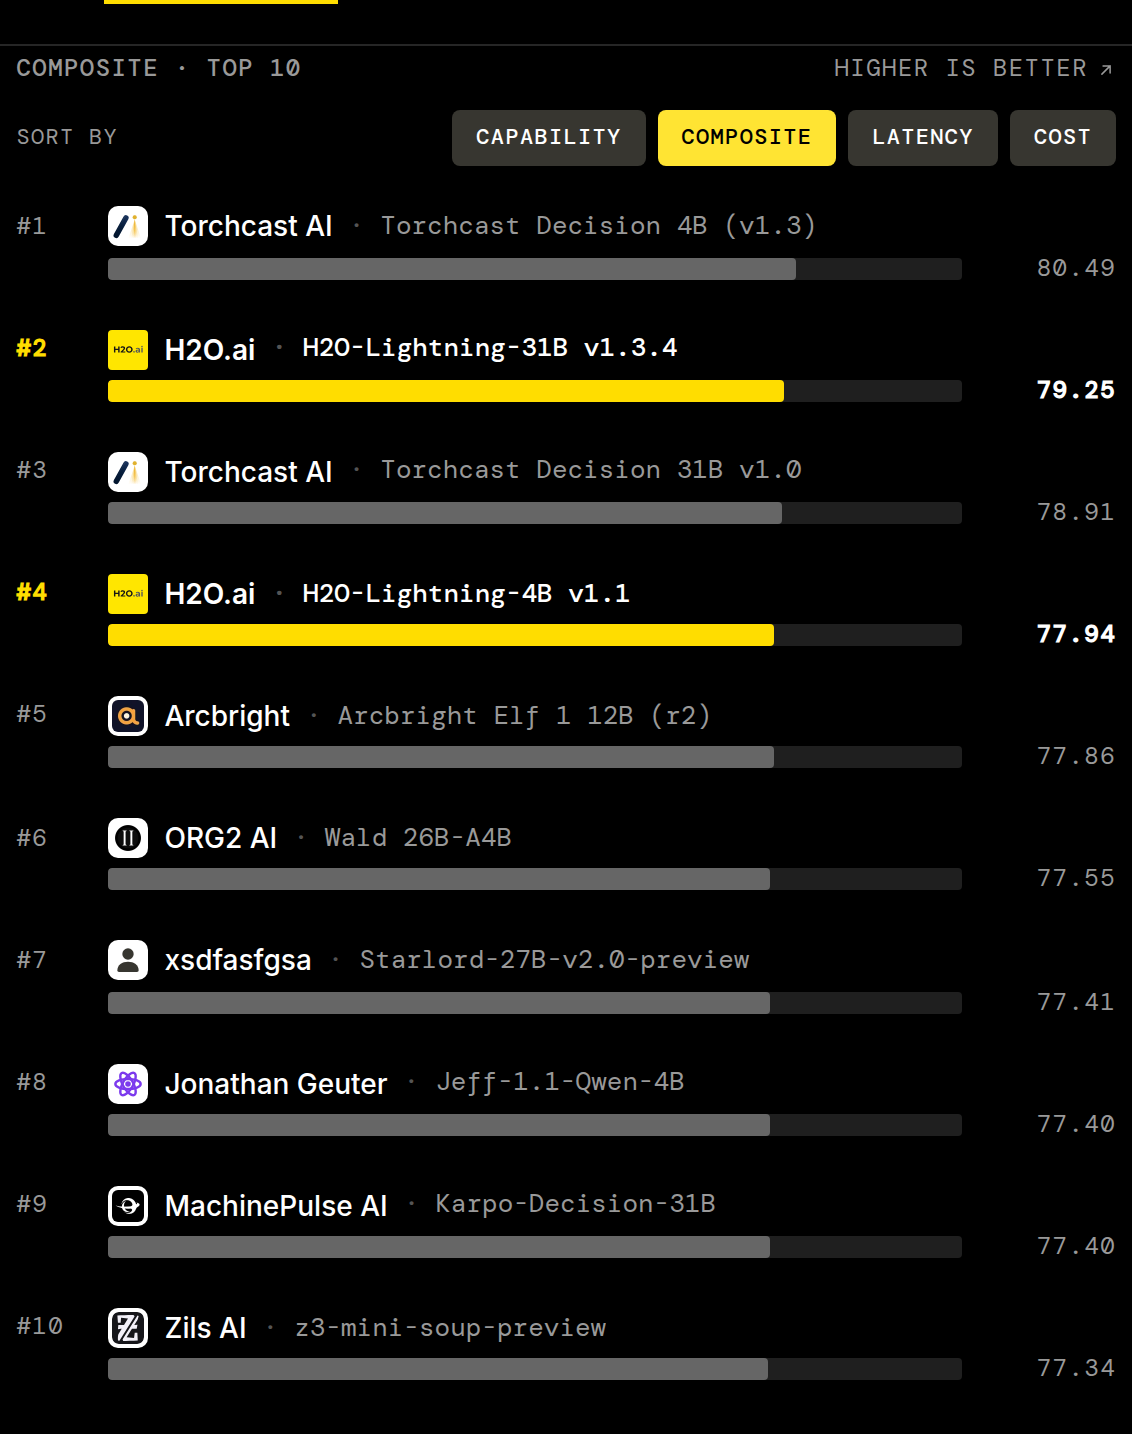 COMPOSITE · TOP 10
HIGHER IS BETTER ↗
SORT BY
CAPABILITY
COMPOSITE
LATENCY
COST
#1 Torchcast AI · Torchcast Decision 4B (v1.3)
80.49
#2 H2O.ai H2O.ai · H2O-Lightning-31B v1.3.4
79.25
#3 Torchcast AI · Torchcast Decision 31B v1.0
78.91
#4 H2O.ai H2O.ai · H2O-Lightning-4B v1.1
77.94
#5 a Arcbright · Arcbright Elf 1 12B (r2)
77.86
#6 II ORG2 AI · Wald 26B-A4B
77.55
#7 xsdfasfgsa · Starlord-27B-v2.0-preview
77.41
#8 Jonathan Geuter · Jeff-1.1-Qwen-4B
77.40
#9 MachinePulse AI · Karpo-Decision-31B
77.40
#10 Z Zils AI · z3-mini-soup-preview
77.34